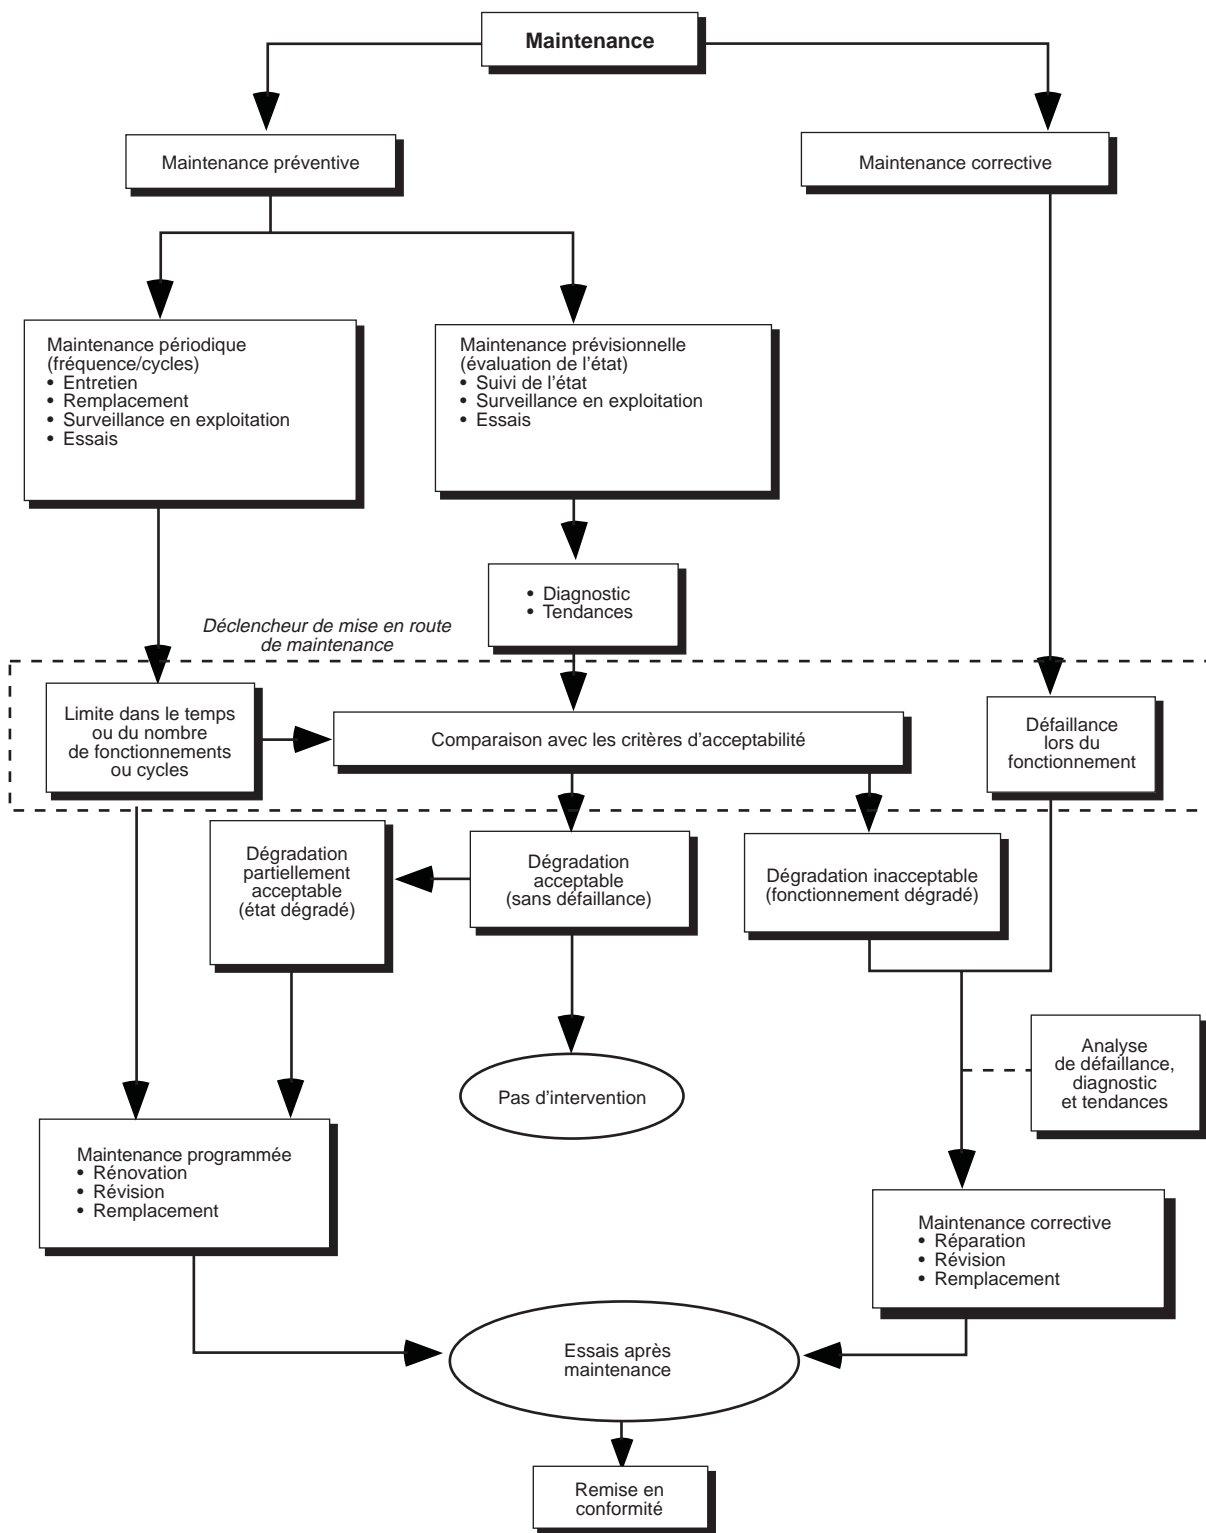 Maintenance
Maintenance préventive
Maintenance corrective
Maintenance périodique
(fréquence/cycles)
• Entretien
• Remplacement
• Surveillance en exploitation
• Essais
Maintenance prévisionnelle
(évaluation de l'état)
• Suivi de l'état
• Surveillance en exploitation
• Essais
• Diagnostic
• Tendances
Déclencheur de mise en route
de maintenance
Limite dans le temps
ou du nombre
de fonctionnements
ou cycles
Comparaison avec les critères d'acceptabilité
Défaillance
lors du
fonctionnement
Dégradation
partiellement
acceptable
(état dégradé)
Dégradation
acceptable
(sans défaillance)
Dégradation inacceptable
(fonctionnement dégradé)
Analyse
de défaillance,
diagnostic
et tendances
Pas d'intervention
Maintenance programmée
• Rénovation
• Révision
• Remplacement
Maintenance corrective
• Réparation
• Révision
• Remplacement
Essais après
maintenance
Remise en
conformité